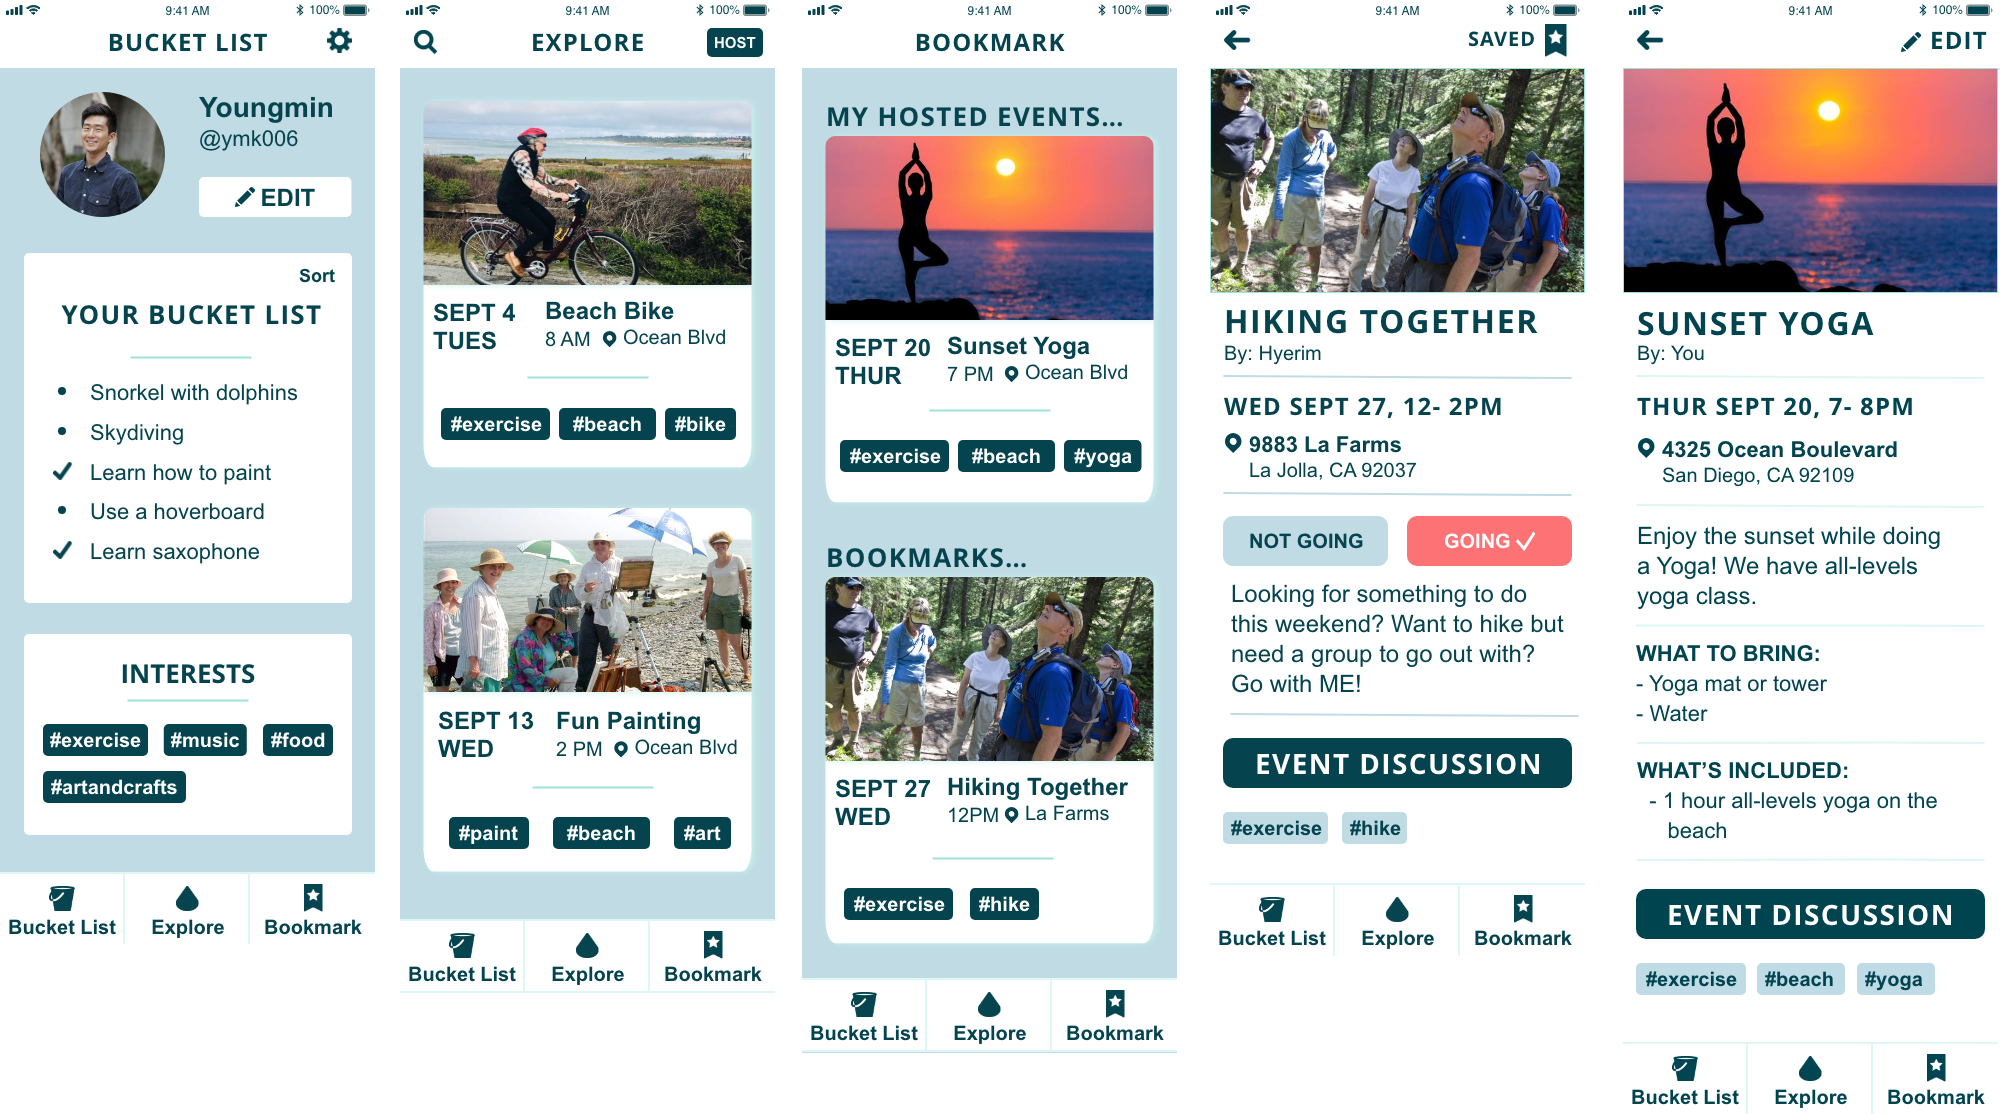 9:41 AM 100%
BUCKET LIST
Youngmin
@ymk006
EDIT
Sort
YOUR BUCKET LIST
• Snorkel with dolphins
• Skydiving
Learn how to paint
• Use a hoverboard
Learn saxophone
INTERESTS
#exercise #music #food
#artandcrafts
Bucket List Explore Bookmark
9:41 AM 100%
EXPLORE HOST
SEPT 4 Beach Bike
TUES 8 AM Ocean Blvd
#exercise #beach #bike
SEPT 13 Fun Painting
WED 2 PM Ocean Blvd
#paint #beach #art
Bucket List Explore Bookmark
9:41 AM 100%
BOOKMARK
MY HOSTED EVENTS...
SEPT 20 Sunset Yoga
THUR 7 PM Ocean Blvd
#exercise #beach #yoga
BOOKMARKS...
SEPT 27 Hiking Together
WED 12PM La Farms
#exercise #hike
Bucket List Explore Bookmark
9:41 AM 100%
SAVED
HIKING TOGETHER
By: Hyerim
WED SEPT 27, 12- 2PM
9883 La Farms
La Jolla, CA 92037
NOT GOING GOING
Looking for something to do
this weekend? Want to hike but
need a group to go out with?
Go with ME!
EVENT DISCUSSION
#exercise #hike
Bucket List Explore Bookmark
9:41 AM 100%
EDIT
SUNSET YOGA
By: You
THUR SEPT 20, 7- 8PM
4325 Ocean Boulevard
San Diego, CA 92109
Enjoy the sunset while doing
a Yoga! We have all-levels
yoga class.
WHAT TO BRING:
- Yoga mat or tower
- Water
WHAT'S INCLUDED:
- 1 hour all-levels yoga on the
beach
EVENT DISCUSSION
#exercise #beach #yoga
Bucket List Explore Bookmark